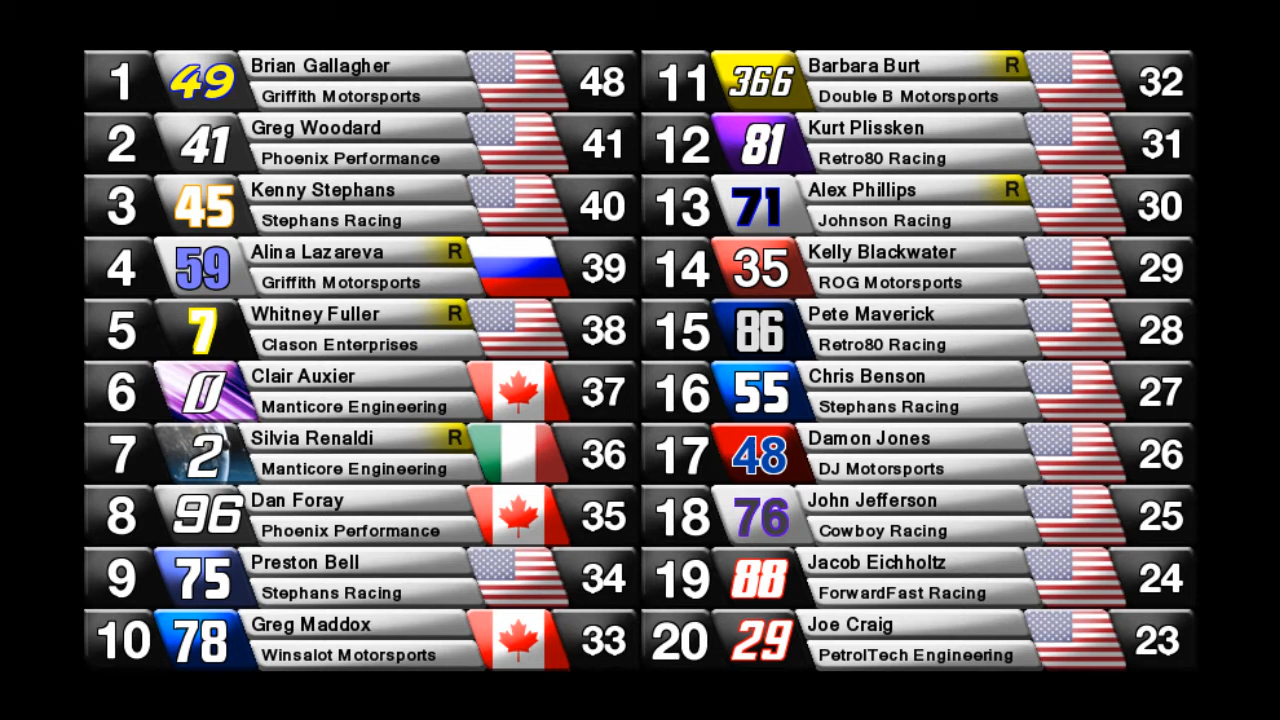 1 49 Brian Gallagher 48
Griffith Motorsports
2 41 Greg Woodard 41
Phoenix Performance
3 45 Kenny Stephans 40
Stephans Racing
4 59 Alina Lazareva R 39
Griffith Motorsports
5 7 Whitney Fuller R 38
Clason Enterprises
6 0 Clair Auxier 37
Manticore Engineering
7 2 Silvia Renaldi R 36
Manticore Engineering
8 96 Dan Foray 35
Phoenix Performance
9 75 Preston Bell 34
Stephans Racing
10 78 Greg Maddox 33
Winsalot Motorsports
11 366 Barbara Burt R 32
Double B Motorsports
12 81 Kurt Plissken 31
Retro80 Racing
13 71 Alex Phillips R 30
Johnson Racing
14 35 Kelly Blackwater 29
ROG Motorsports
15 86 Pete Maverick 28
Retro80 Racing
16 55 Chris Benson 27
Stephans Racing
17 48 Damon Jones 26
DJ Motorsports
18 76 John Jefferson 25
Cowboy Racing
19 88 Jacob Eichholtz 24
ForwardFast Racing
20 29 Joe Craig 23
PetrolTech Engineering